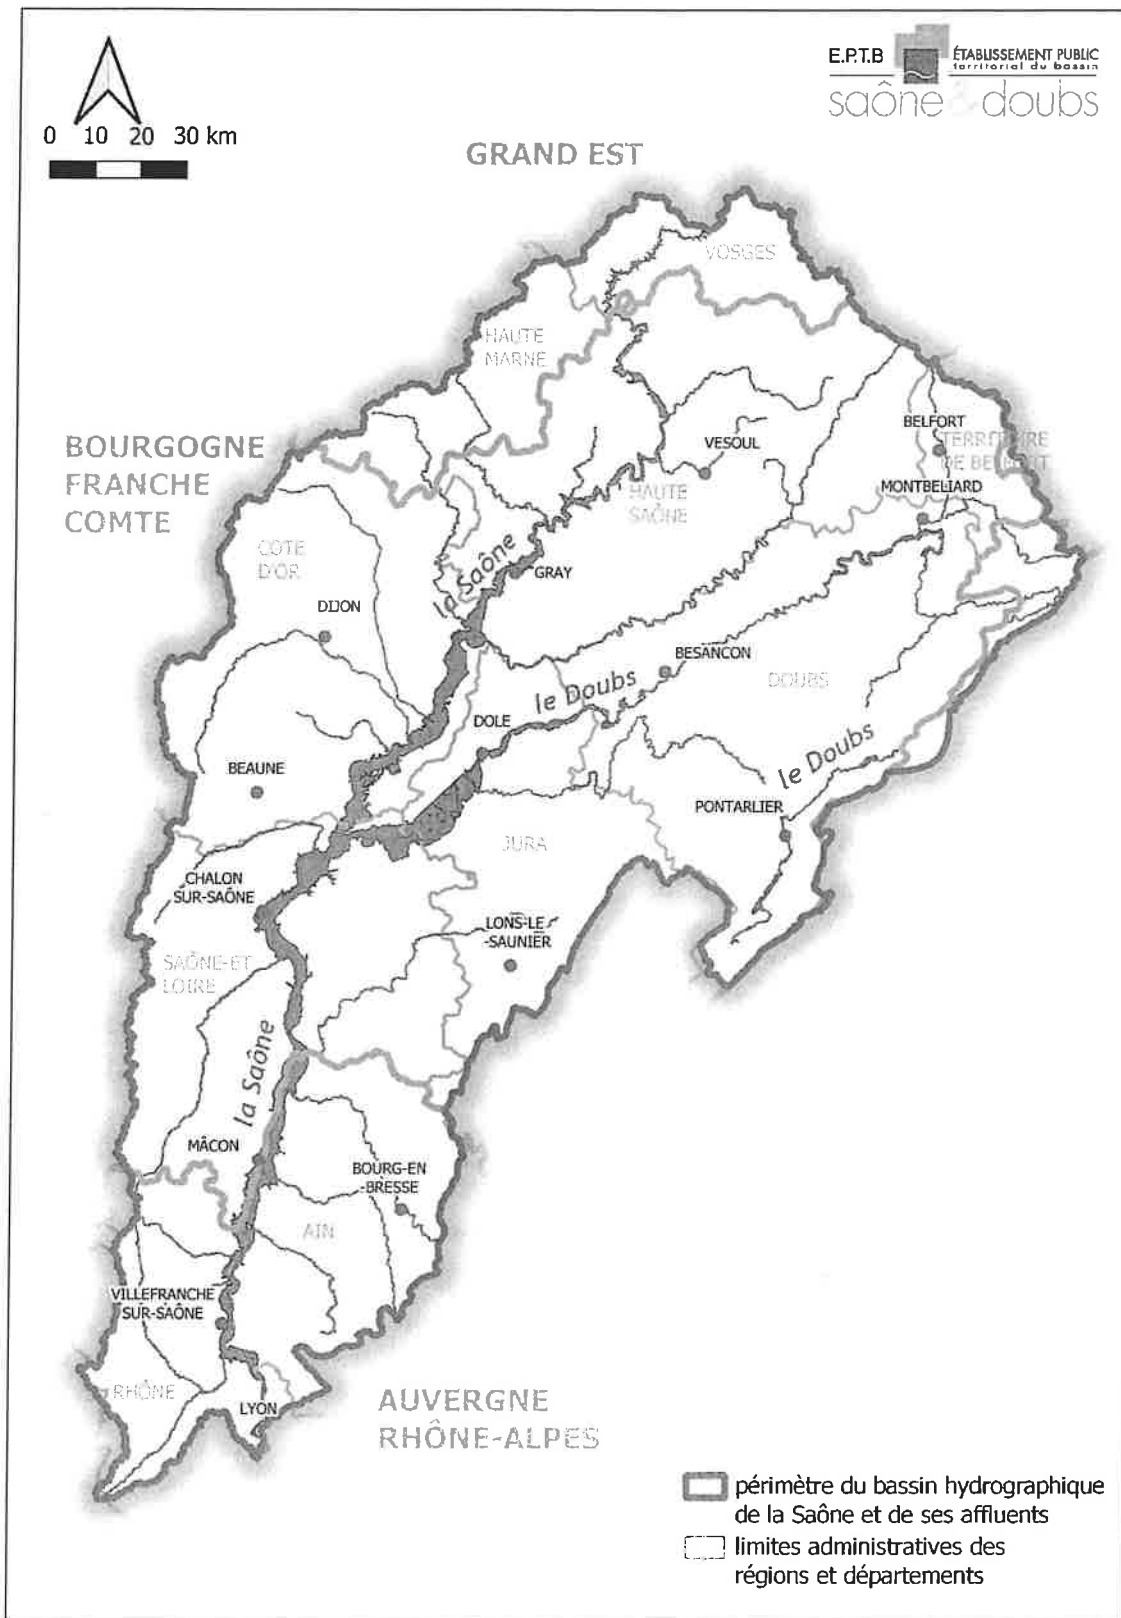 E.P.T.B
ÉTABLISSEMENT PUBLIC
territorial du bassin
saône & doubs
0 10 20 30 km
GRAND EST
VOSGES
HAUTE
MARNE
BELFORT
TERRITOIRE
DE BELFORT
BOURGOGNE
FRANCHE
COMTE
VESOUL
MONTBELIARD
HAUTE
SAÔNE
COTE
D'OR
la Saône
GRAY
DIJON
BESANCON
le Doubs
DOUBS
DOLE
le Doubs
BEAUNE
PONTARLIER
JURA
CHALON
SUR-SAÔNE
LONS-LE
-SAUNIER
SAÔNE-ET
LOIRE
la Saône
MÂCON
BOURG-EN
-BRESSE
AIN
VILLEFRANCHE
SUR-SAÔNE
RHÔNE
LYON
AUVERGNE
RHÔNE-ALPES
périmètre du bassin hydrographique
de la Saône et de ses affluents
limites administratives des
régions et départements